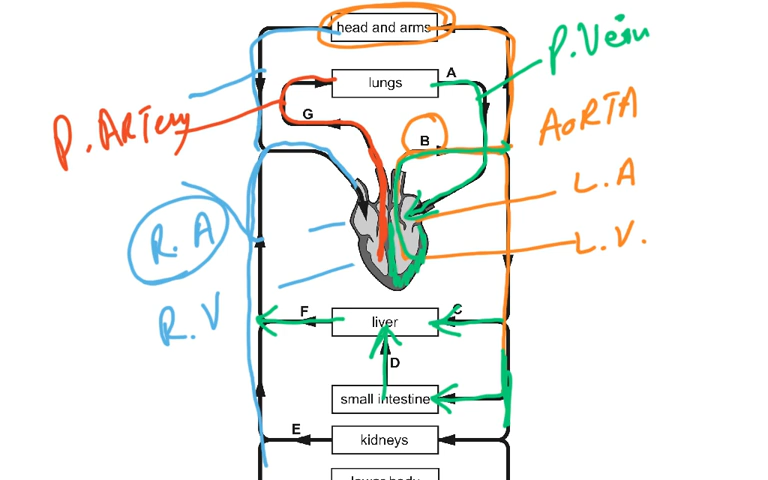 head and arms
P. Vein
lungs
A
G
P. ARTery
B
AoRTA
L.A
R.A
L.V.
R.V
F
liver
C
D
small intestine
E
kidneys
lower body